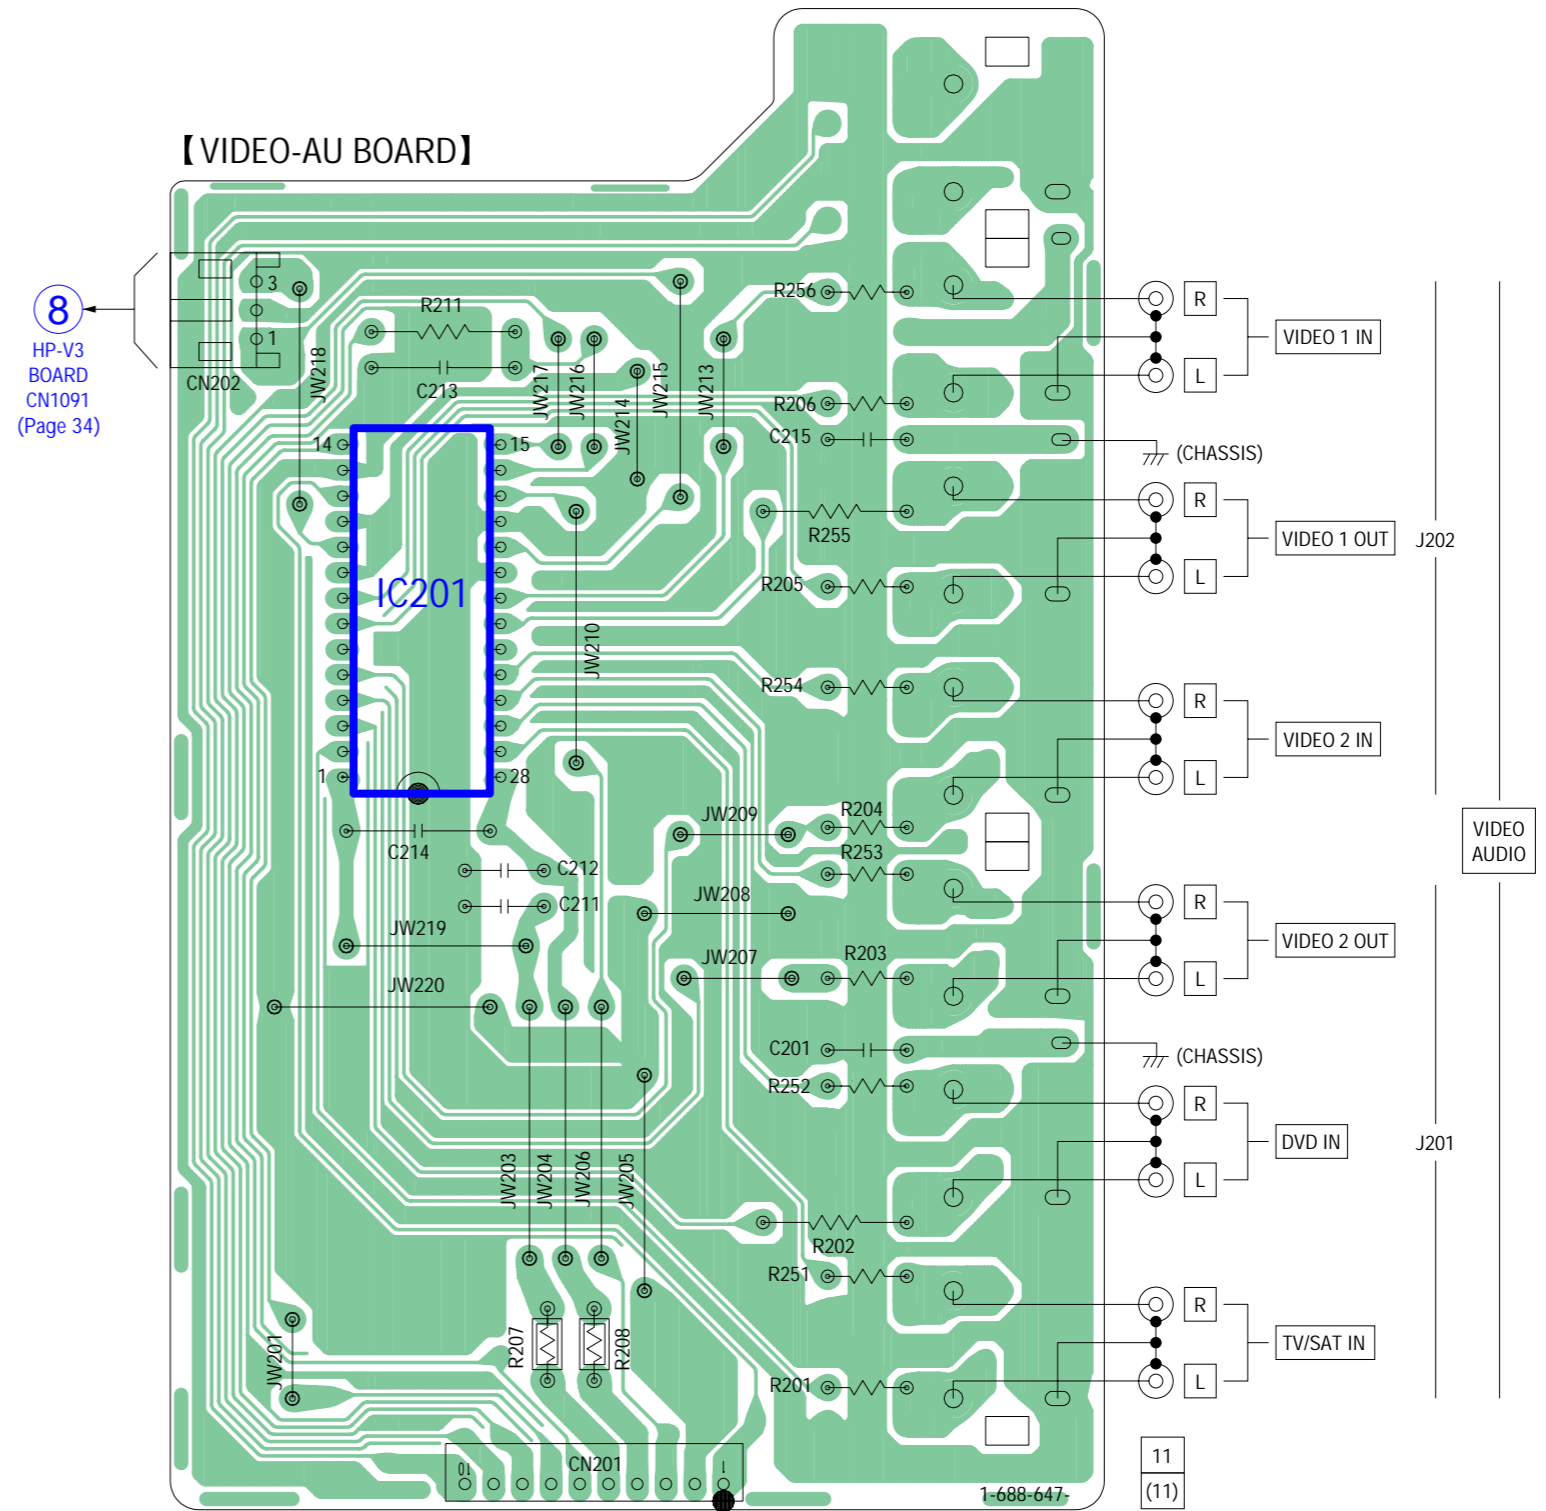 【VIDEO-AU BOARD】
8
HP-V3
BOARD
CN1091
(Page 34)
3
1
CN202
JW218
R211
C213
JW217
JW216
JW214
JW215
JW213
R256
R206
C215
14
15
IC201
1
28
R255
R205
JW210
R254
C214
C212
C211
JW209
R204
R253
JW208
JW219
JW207
R203
JW220
C201
R252
JW203
JW204
JW206
JW205
R202
R251
JW201
R207
R208
R201
10
CN201
1
1-688-647-
R
VIDEO 1 IN
L
(CHASSIS)
R
VIDEO 1 OUT
L
J202
R
VIDEO 2 IN
L
VIDEO
AUDIO
R
VIDEO 2 OUT
L
(CHASSIS)
R
DVD IN
L
J201
R
TV/SAT IN
L
11
(11)